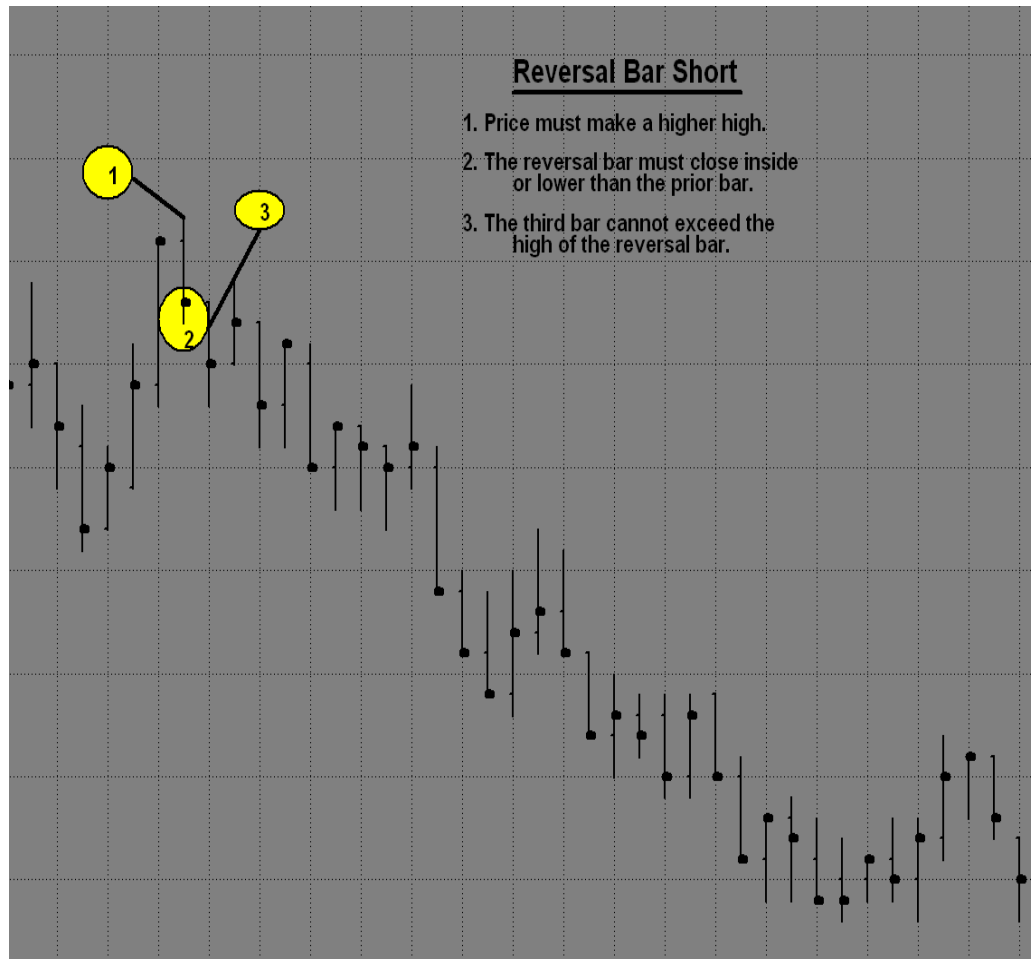 Reversal Bar Short
1. Price must make a higher high.
2. The reversal bar must close inside
or lower than the prior bar.
3. The third bar cannot exceed the
high of the reversal bar.
1
3
2